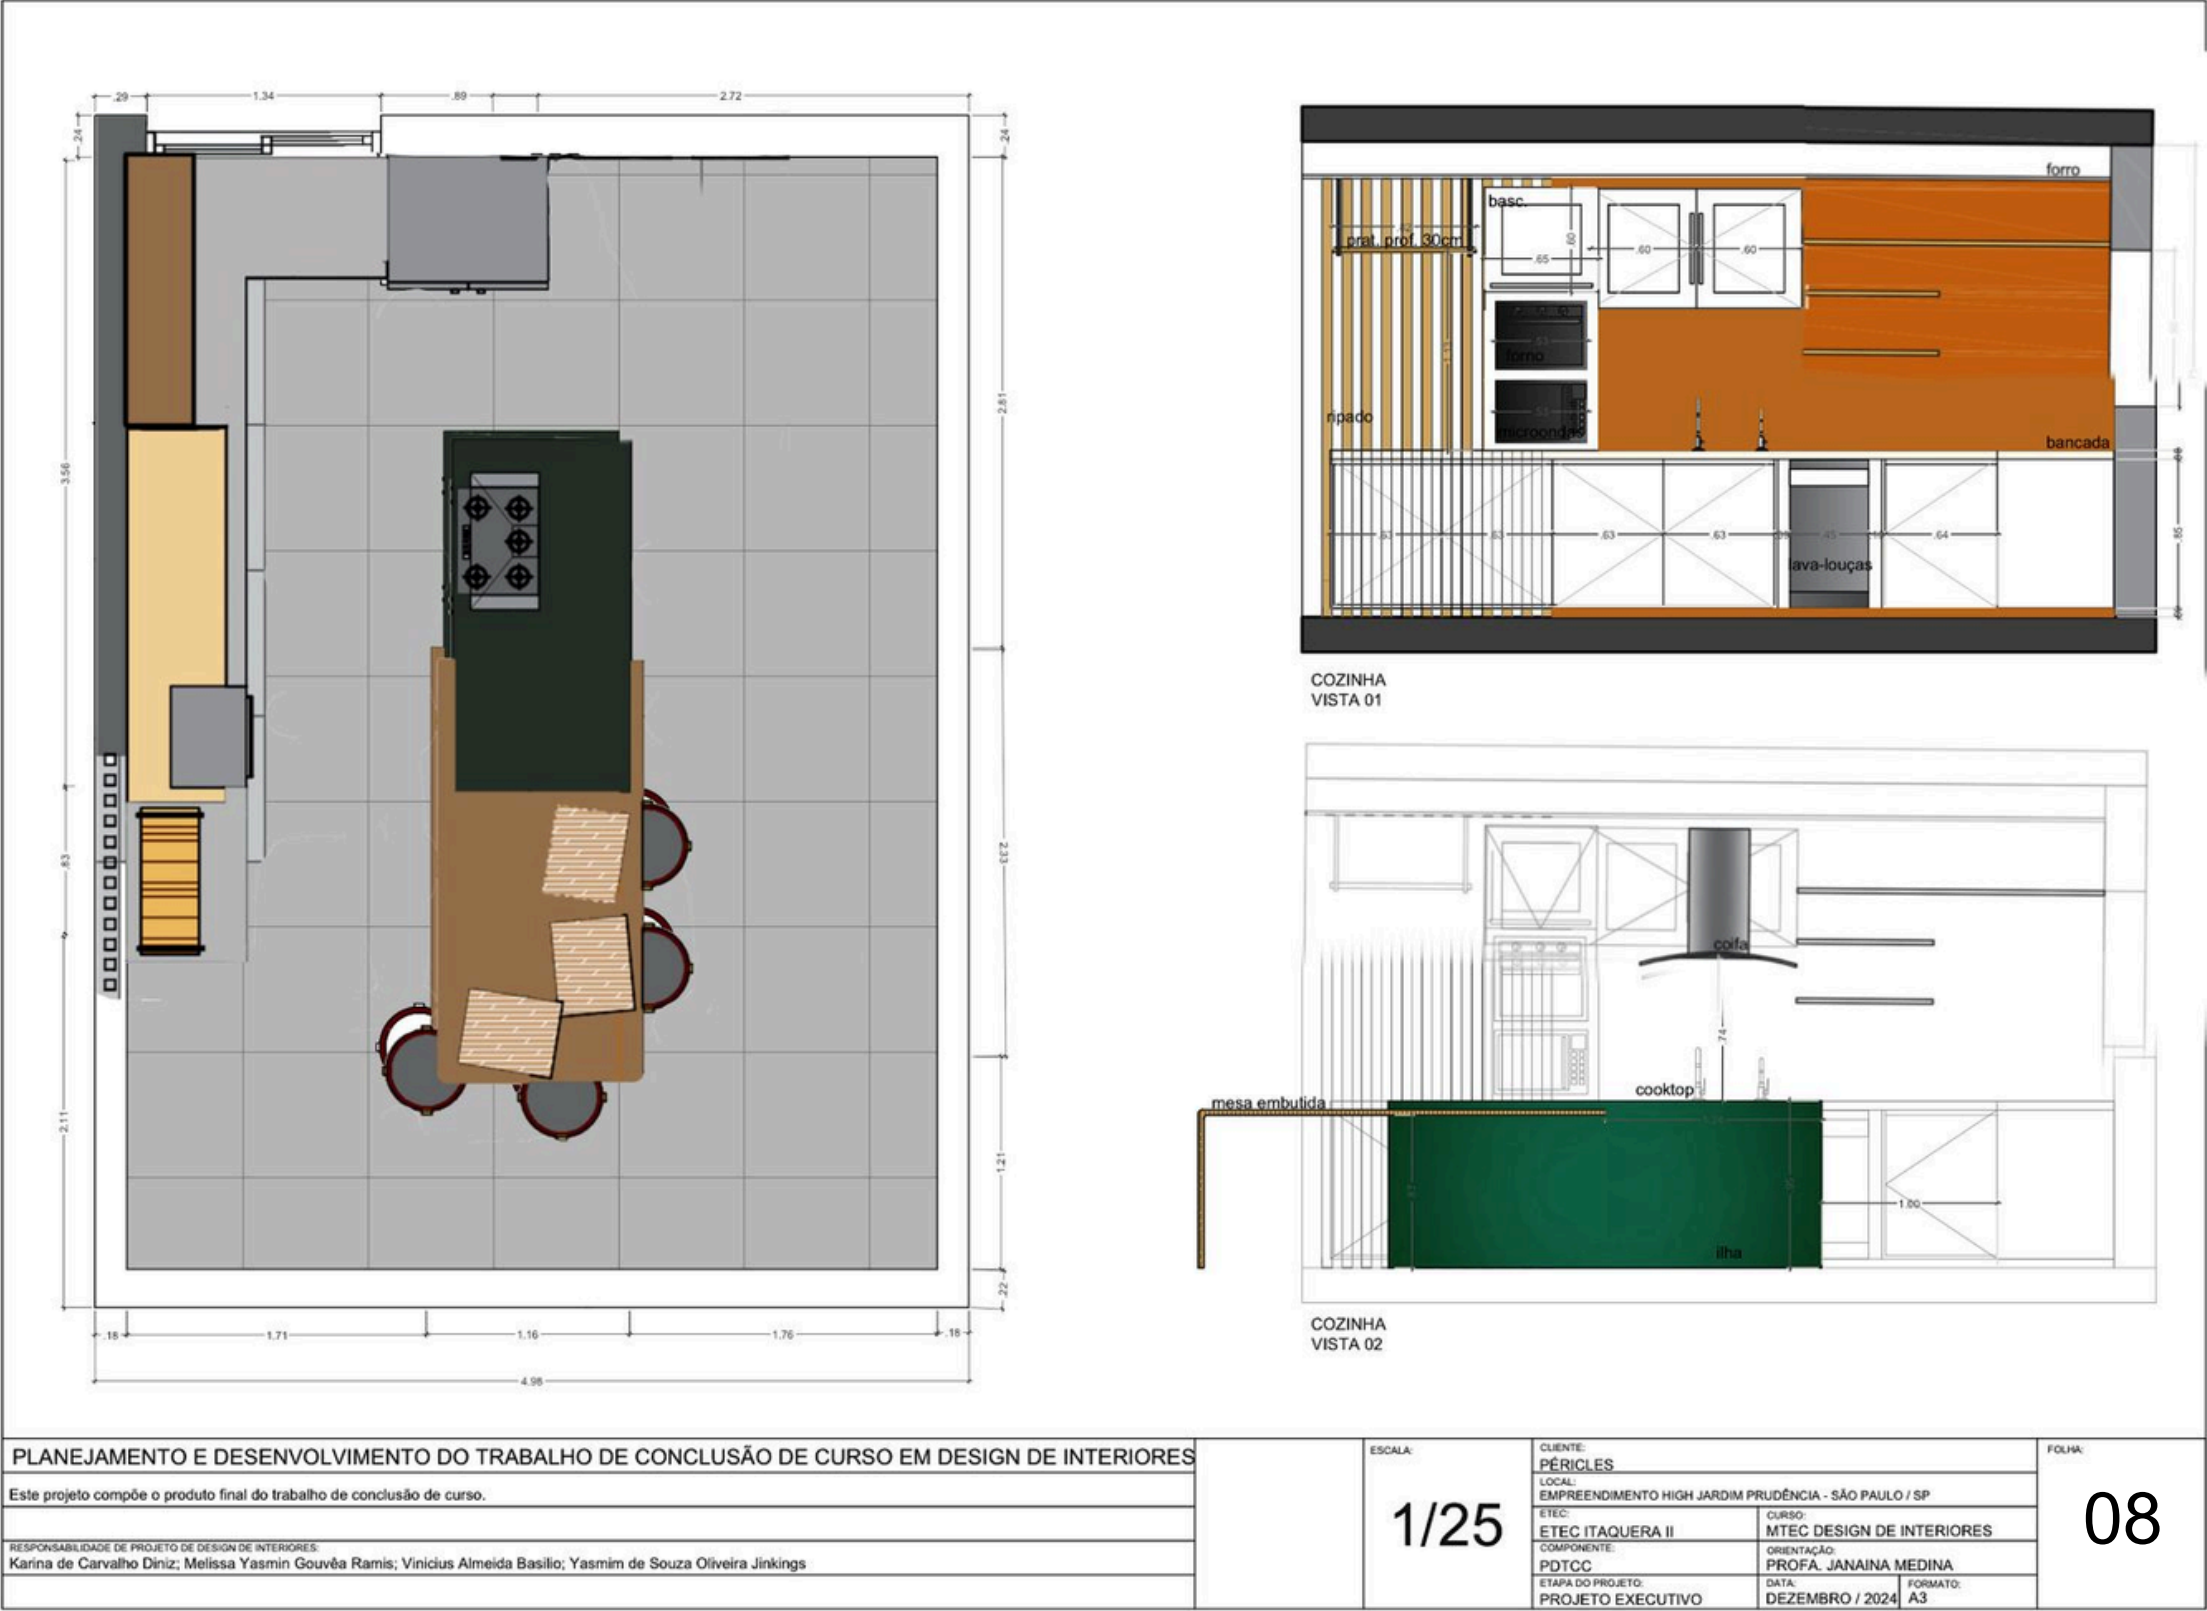 .29
1.34
.89
2.72
.24
.24
3.56
2.81
.83
2.33
2.11
1.21
.22
.18
1.71
1.16
1.76
.18
4.98
forro
basc.
prat. prof. 30cm
.60
.65
.60
.60
.53
forno
.55
microondas
ripado
bancada
.63
.63
.63
.63
.45
.64
.85
lava-louças
COZINHA
VISTA 01
coifa
.74
cooktop
mesa embutida
1.00
ilha
COZINHA
VISTA 02
PLANEJAMENTO E DESENVOLVIMENTO DO TRABALHO DE CONCLUSÃO DE CURSO EM DESIGN DE INTERIORES
Este projeto compõe o produto final do trabalho de conclusão de curso.
RESPONSABILIDADE DE PROJETO DE DESIGN DE INTERIORES:
Karina de Carvalho Diniz; Melissa Yasmin Gouvêa Ramis; Vinicius Almeida Basilio; Yasmim de Souza Oliveira Jinkings
ESCALA:
1/25
CLIENTE:
PÉRICLES
LOCAL:
EMPREENDIMENTO HIGH JARDIM PRUDÊNCIA - SÃO PAULO / SP
ETEC:
ETEC ITAQUERA II
CURSO:
MTEC DESIGN DE INTERIORES
COMPONENTE:
PDTCC
ORIENTAÇÃO:
PROFA. JANAINA MEDINA
ETAPA DO PROJETO:
PROJETO EXECUTIVO
DATA:
DEZEMBRO / 2024
FORMATO:
A3
FOLHA:
08